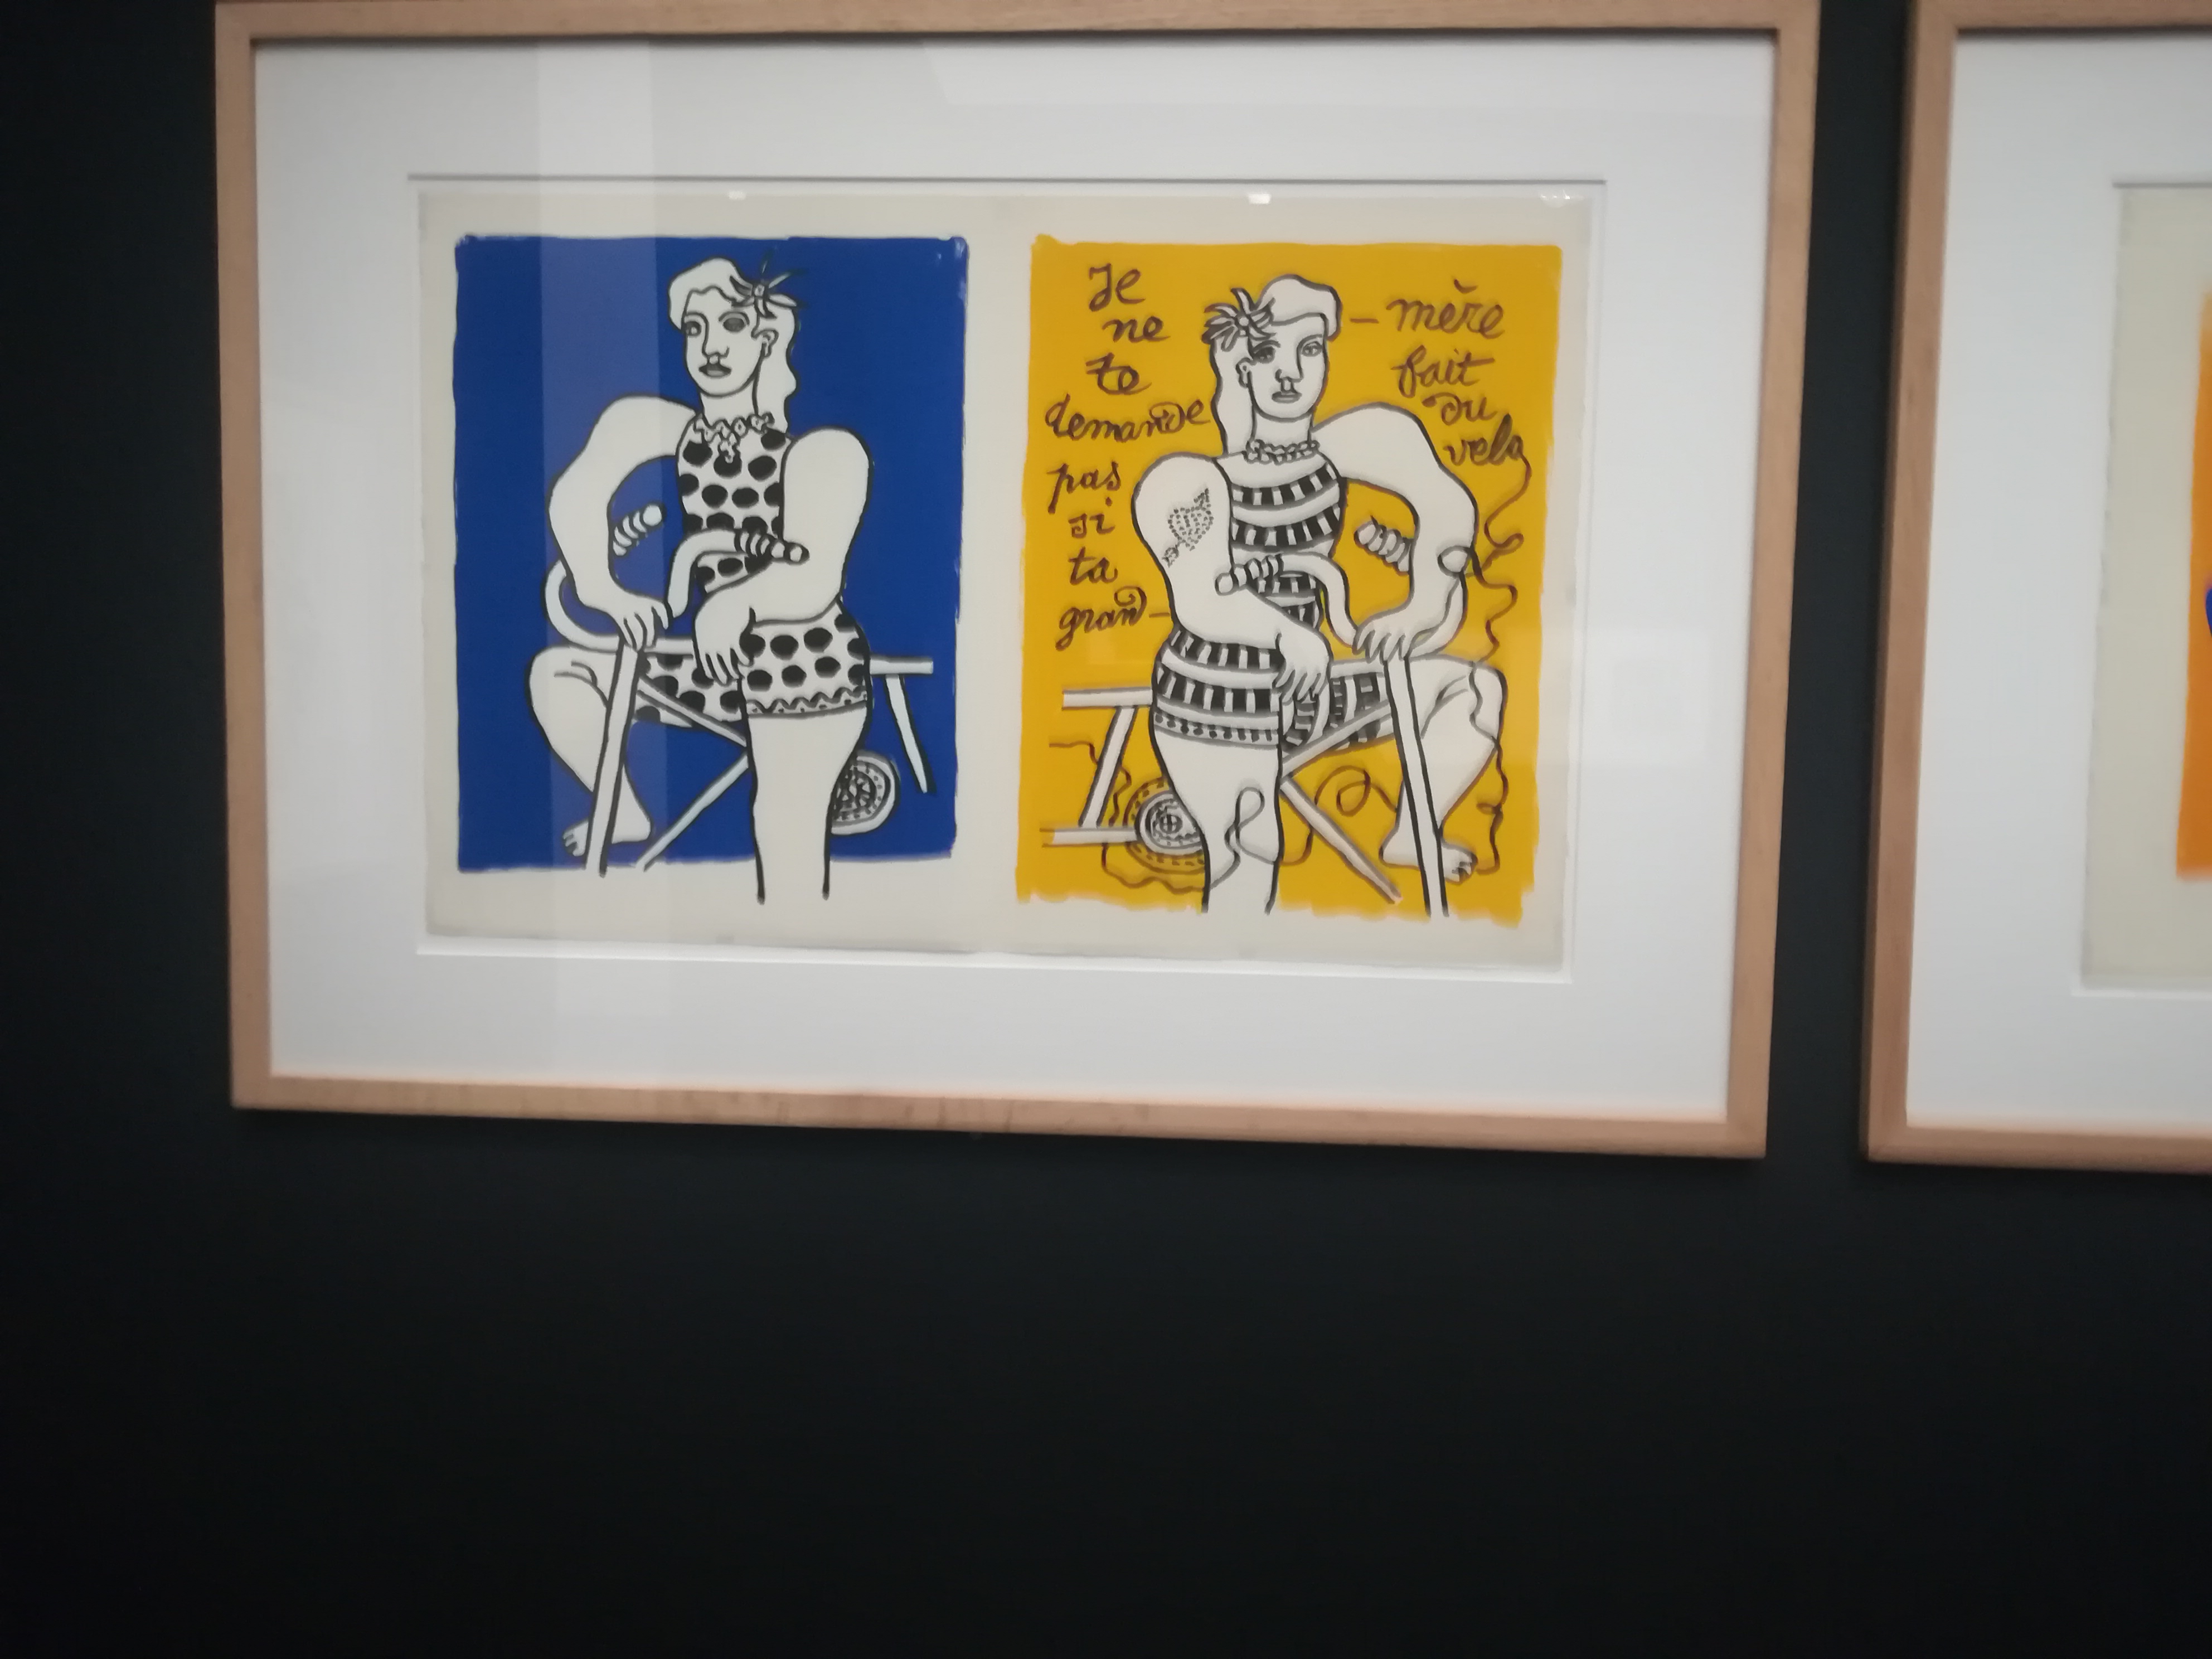 Je
ne
te
demande
pas
si
ta
grand-
-mère
fait
du
vélo